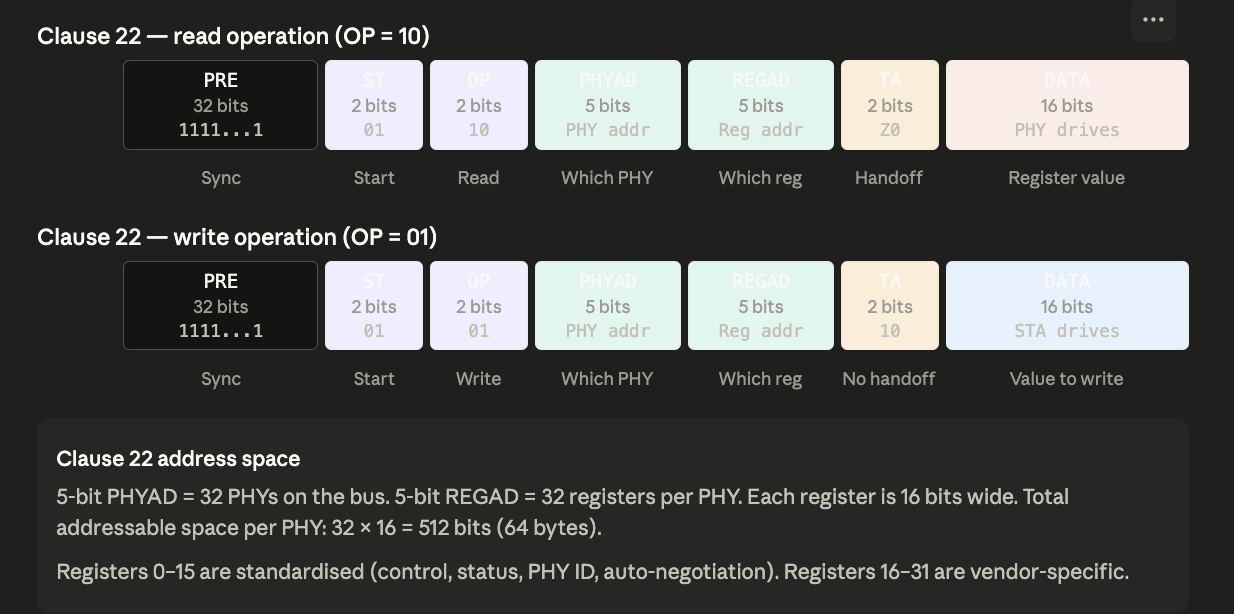 Clause 22 — read operation (OP = 10)
PRE ST OP PHYAD REGAD TA DATA
32 bits 2 bits 2 bits 5 bits 5 bits 2 bits 16 bits
1111...1 01 10 PHY addr Reg addr Z0 PHY drives
Sync Start Read Which PHY Which reg Handoff Register value
Clause 22 — write operation (OP = 01)
PRE ST OP PHYAD REGAD TA DATA
32 bits 2 bits 2 bits 5 bits 5 bits 2 bits 16 bits
1111...1 01 01 PHY addr Reg addr 10 STA drives
Sync Start Write Which PHY Which reg No handoff Value to write
Clause 22 address space
5-bit PHYAD = 32 PHYs on the bus. 5-bit REGAD = 32 registers per PHY. Each register is 16 bits wide. Total
addressable space per PHY: 32 × 16 = 512 bits (64 bytes).
Registers 0–15 are standardised (control, status, PHY ID, auto-negotiation). Registers 16–31 are vendor-specific.